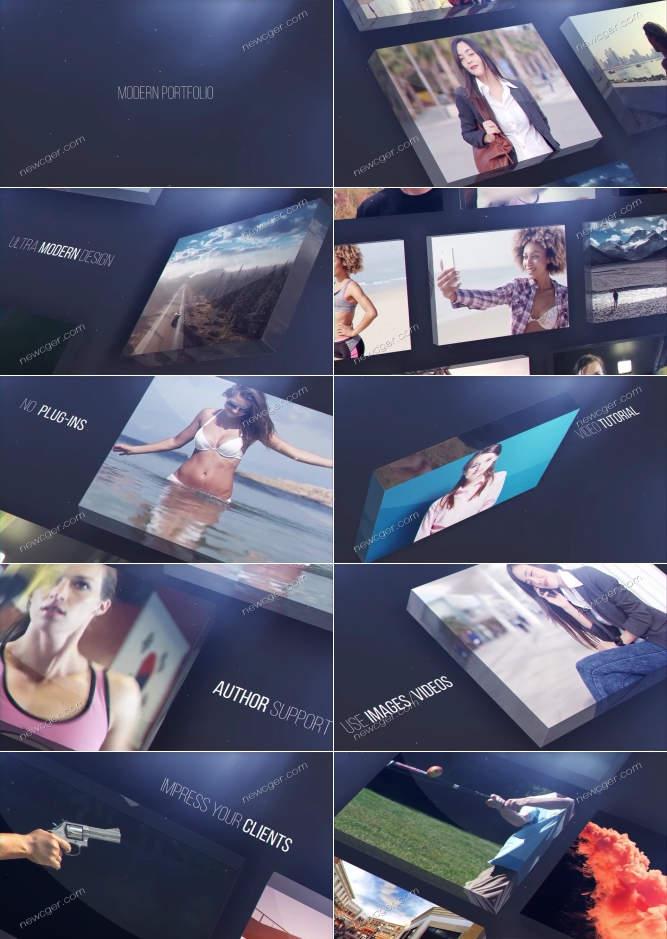 newcger.com
MODERN PORTFOLIO
newcger.com
newcger.com
newcger.com
ULTRA MODERN DESIGN
newcger.com
newcger.com
newcger.com
newcger.com
newcger.com
NO PLUG-INS
newcger.com
newcger.com
VIDEO TUTORIAL
newcger.com
newcger.com
AUTHOR SUPPORT
newcger.com
newcger.com
USE IMAGES/VIDEOS
newcger.com
newcger.com
IMPRESS YOUR CLIENTS
newcger.com
newcger.com
newcger.com